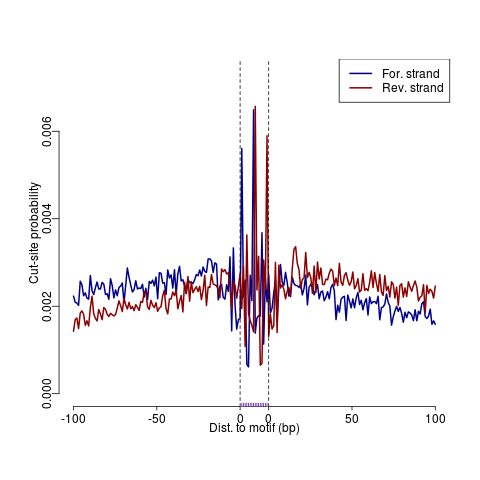 For. strand
Rev. strand
Cut-site probability
0.000
0.002
0.004
0.006
-100
-50
0
0
50
100
Dist. to motif (bp)